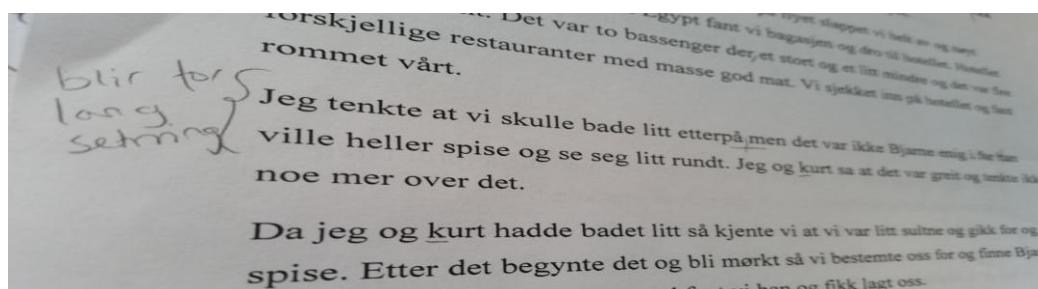 Egypt fant vi bagasjen og dro til hotellet. Hotellet
Det var to bassenger der, et stort og et litt mindre og det var fire
forskjellige restauranter med masse god mat. Vi sjekket inn på hotellet og fant
rommet vårt.
blir for
lang
setning
Jeg tenkte at vi skulle bade litt etterpå men det var ikke Bjarne enig i for han
ville heller spise og se seg litt rundt. Jeg og kurt sa at det var greit og tenkte ikke
noe mer over det.
Da jeg og kurt hadde badet litt så kjente vi at vi var litt sultne og gikk for og
spise. Etter det begynte det og bli mørkt så vi bestemte oss for og finne Bja
vi han og fikk lagt oss.